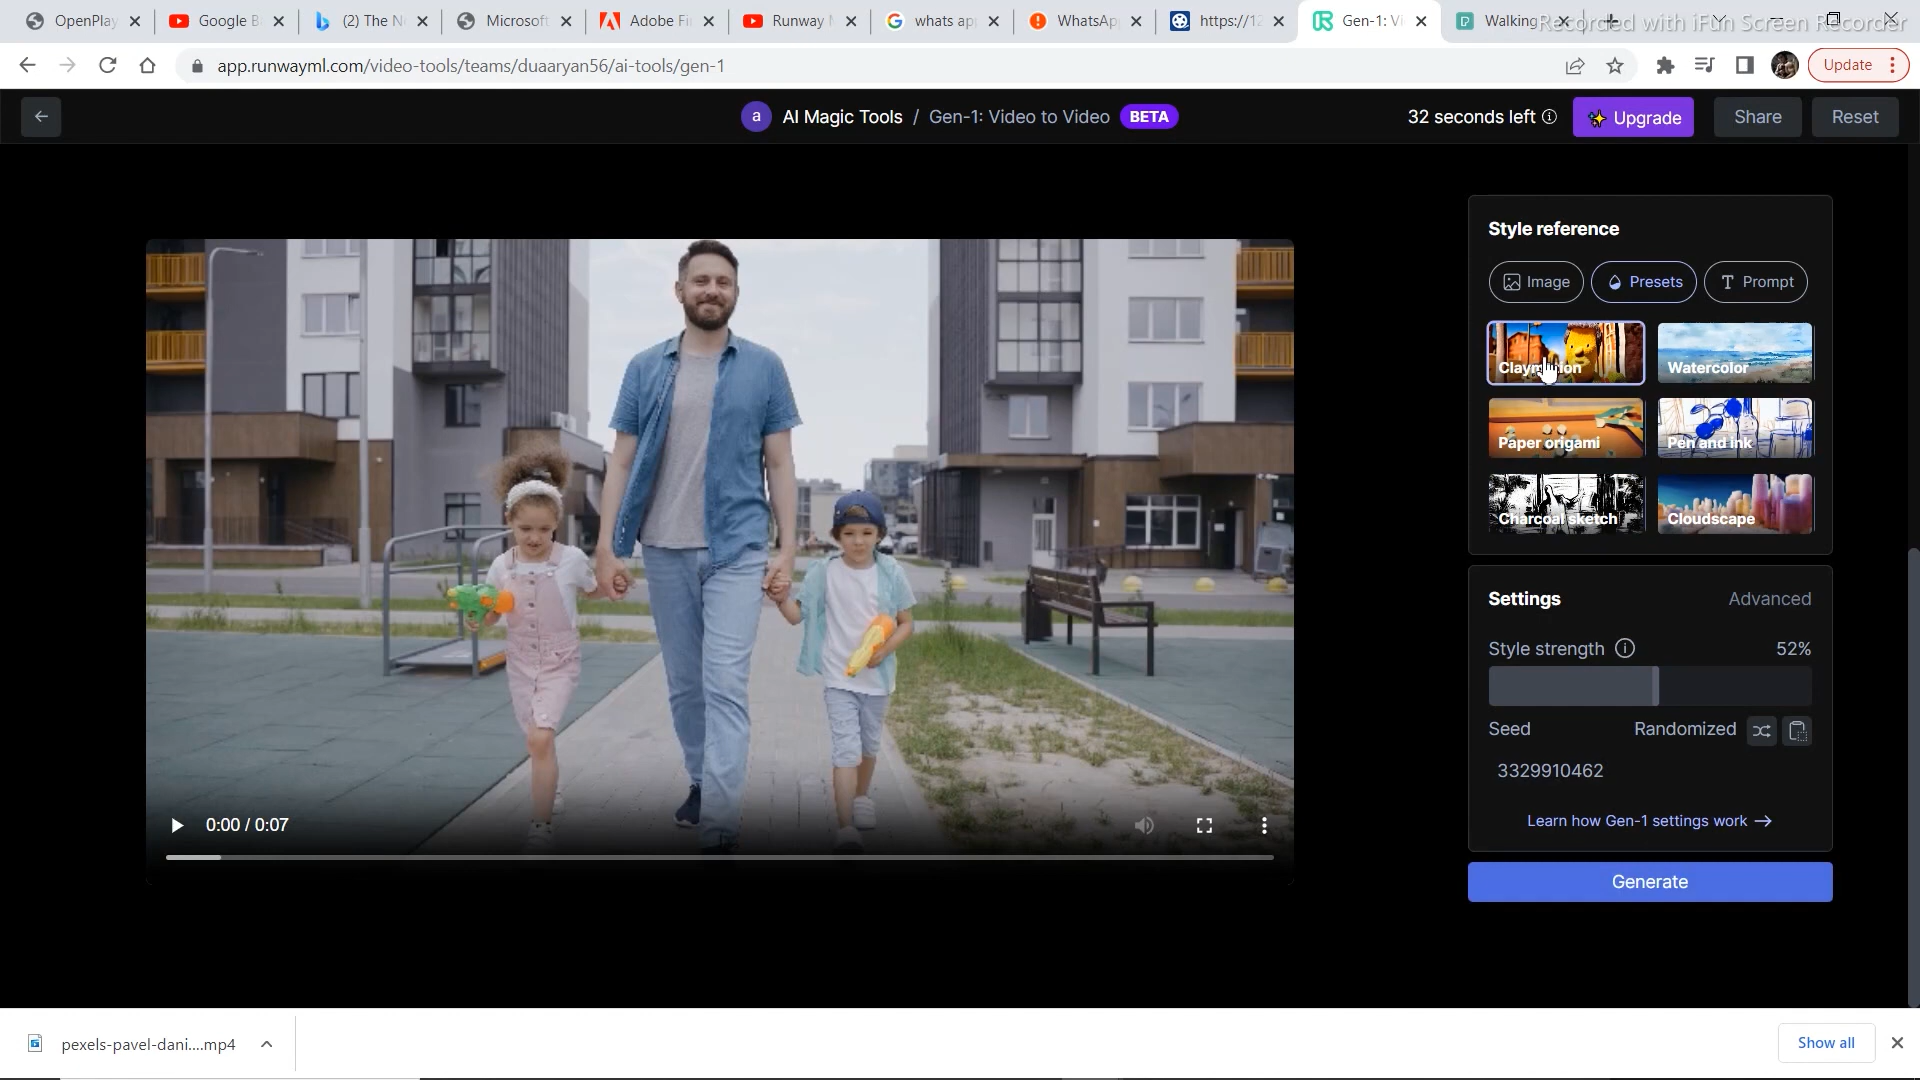 OpenPlay
Google B
(2) The N
Microsoft
Adobe Fi
Runway
whats ap
WhatsAp
https://12
Gen-1: Vi
Walking
Recorded with iFun Screen Recorder
app.runwayml.com/video-tools/teams/duaaryan56/ai-tools/gen-1
Update
a AI Magic Tools / Gen-1: Video to Video BETA
32 seconds left
Upgrade
Share
Reset
Style reference
Image
Presets
Prompt
Claymation
Watercolor
Paper origami
Pen and ink
Charcoal sketch
Cloudscape
Settings
Advanced
Style strength
52%
Seed
Randomized
3329910462
Learn how Gen-1 settings work →
Generate
0:00 / 0:07
pexels-pavel-dani....mp4
Show all